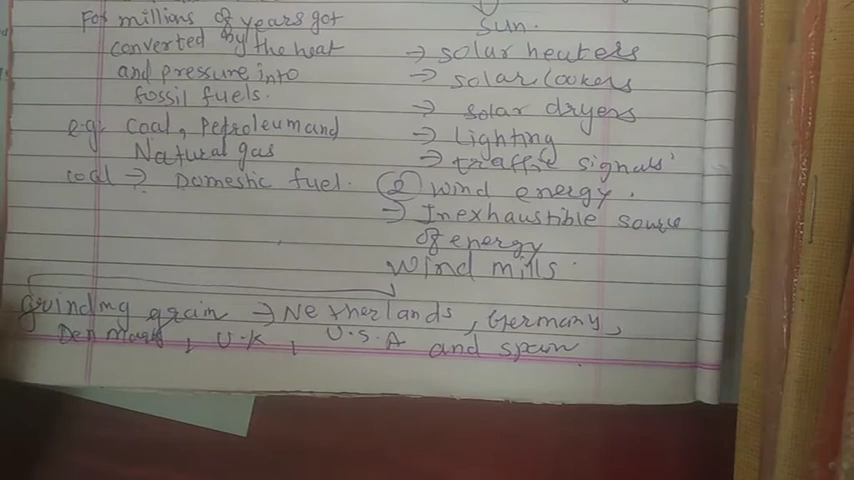 For millions of years got
converted by the heat
and pressure into
fossil fuels.
e.g: Coal, Petroleum and
Natural gas
coal → Domestic fuel.
Sun.
→ solar heaters
→ solar cookers
→ solar dryers
→ Lighting
→ traffic signals
② wind energy.
→ Inexhaustible source
of energy
Wind mills
Grinding grain → Netherlands, Germany,
Denmark, U.K, U.S.A and spain